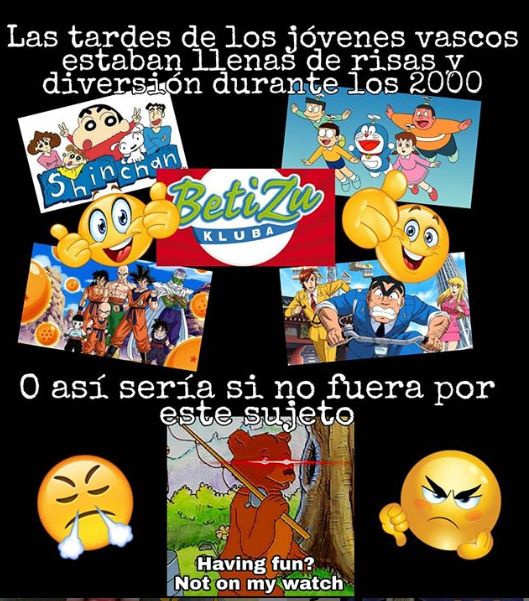 Las tardes de los jóvenes vascos
estaban llenas de risas y
diversión durante los 2000
Shinchan
BetiZu
KLUBA
O así sería si no fuera por
este sujeto
Having fun?
Not on my watch